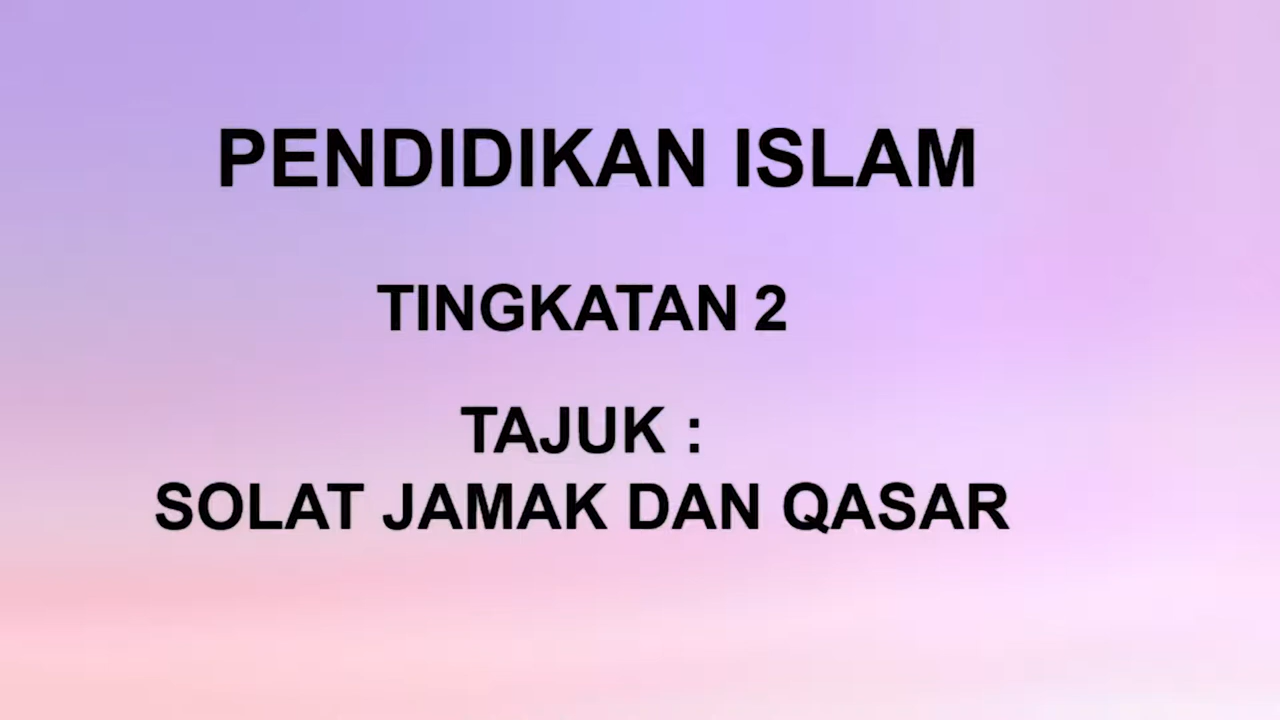 PENDIDIKAN ISLAM
TINGKATAN 2
TAJUK :
SOLAT JAMAK DAN QASAR